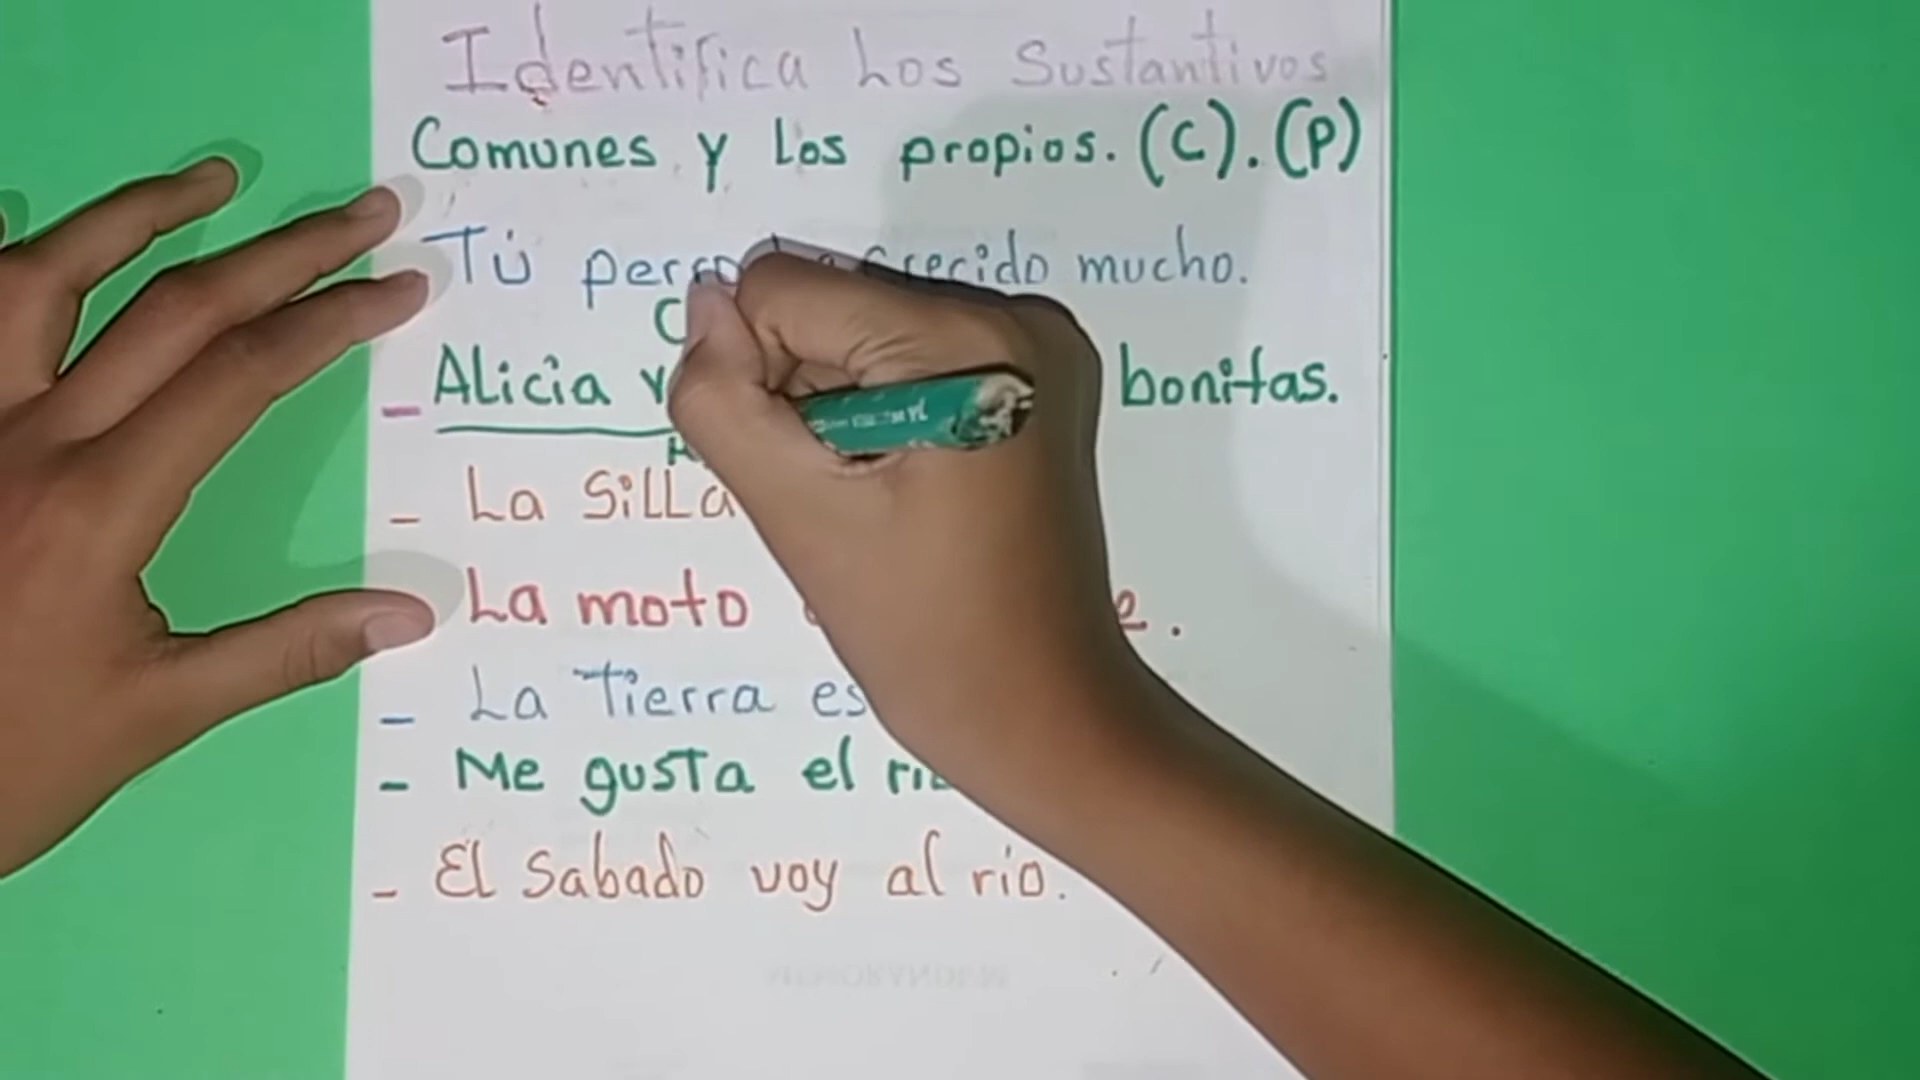 Identifica Los Sustantivos
Comunes y Los propios. (C). (P)
Tú perro crecido mucho.
C
- Alicia bonitas.
- La SiLLa
La moto
- La Tierra es
- Me gusta el
- El Sabado voy al rio.